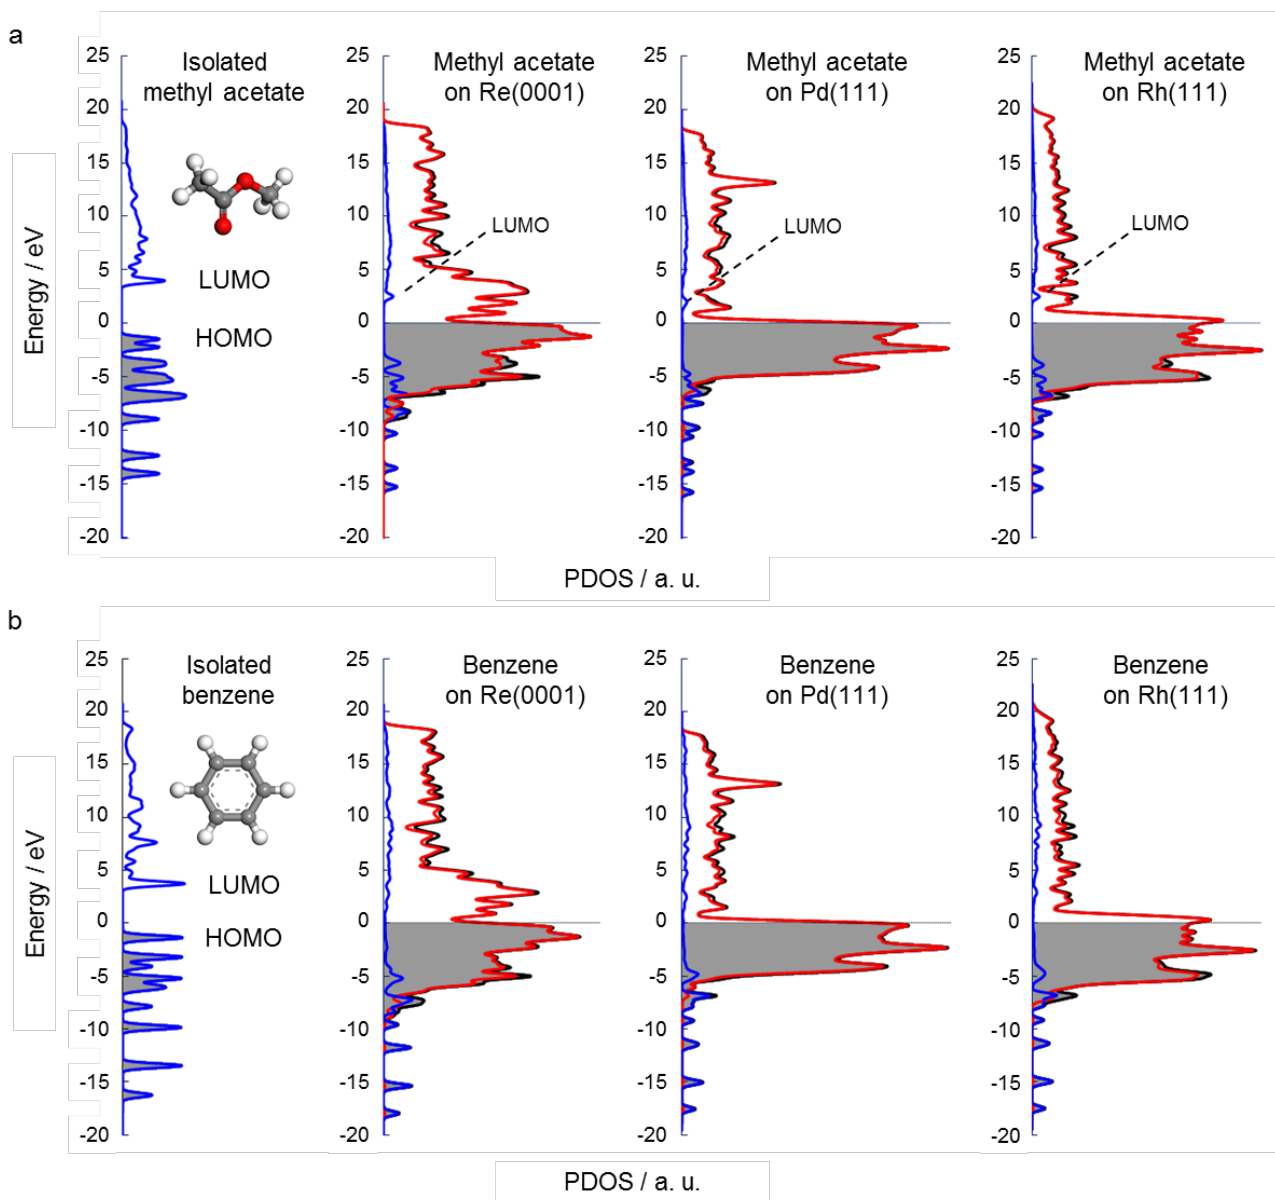 a
Isolated
methyl acetate
Methyl acetate
on Re(0001)
Methyl acetate
on Pd(111)
Methyl acetate
on Rh(111)
25
20
15
10
5
0
-5
-10
-15
-20
25
20
15
10
5
0
-5
-10
-15
-20
25
20
15
10
5
0
-5
-10
-15
-20
25
20
15
10
5
0
-5
-10
-15
-20
Energy / eV
LUMO
HOMO
LUMO
LUMO
LUMO
PDOS / a. u.
b
Isolated
benzene
Benzene
on Re(0001)
Benzene
on Pd(111)
Benzene
on Rh(111)
25
20
15
10
5
0
-5
-10
-15
-20
25
20
15
10
5
0
-5
-10
-15
-20
25
20
15
10
5
0
-5
-10
-15
-20
25
20
15
10
5
0
-5
-10
-15
-20
Energy / eV
LUMO
HOMO
PDOS / a. u.